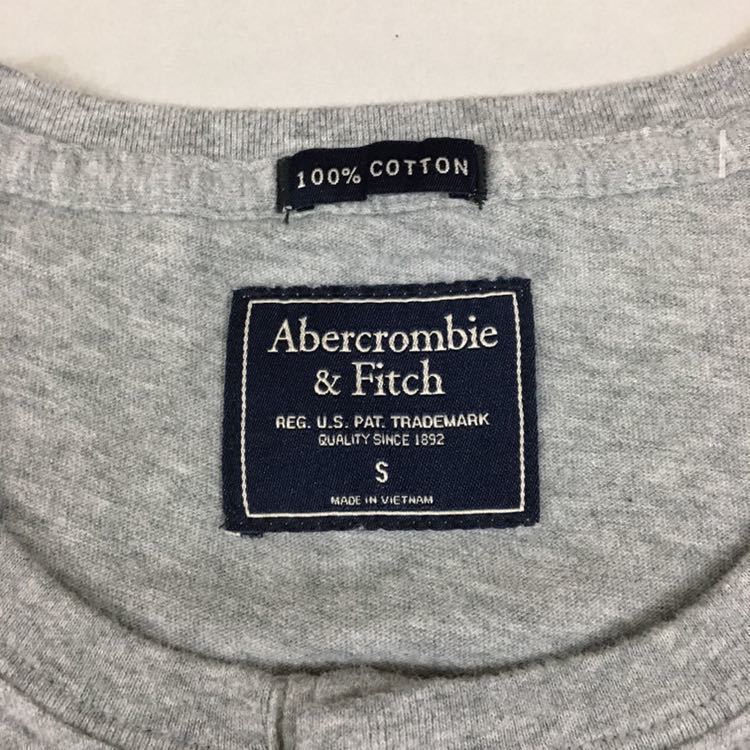 100% COTTON
Abercrombie
& Fitch
REG. U.S. PAT. TRADEMARK
QUALITY SINCE 1892
S
MADE IN VIETNAM